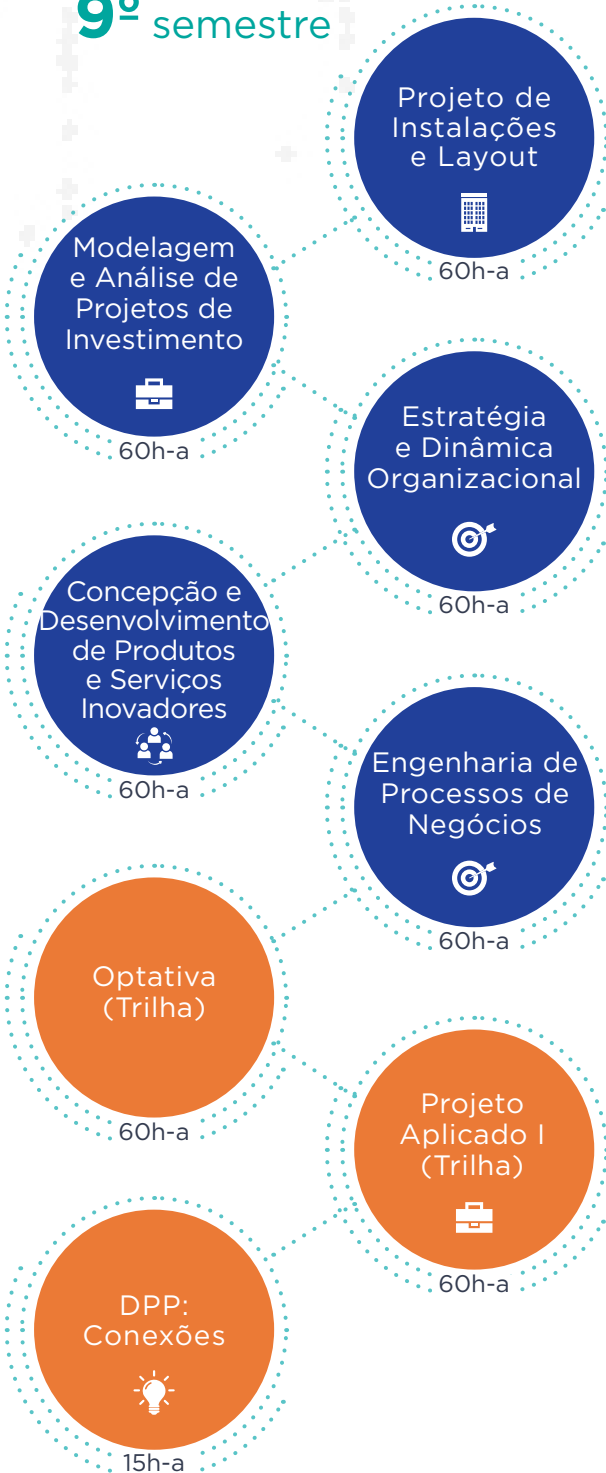 9º semestre
Projeto de
Instalações
e Layout
60h-a
Modelagem
e Análise de
Projetos de
Investimento
60h-a
Estratégia
e Dinâmica
Organizacional
60h-a
Concepção e
Desenvolvimento
de Produtos
e Serviços
Inovadores
60h-a
Engenharia de
Processos de
Negócios
60h-a
Optativa
(Trilha)
60h-a
Projeto
Aplicado I
(Trilha)
60h-a
DPP:
Conexões
15h-a